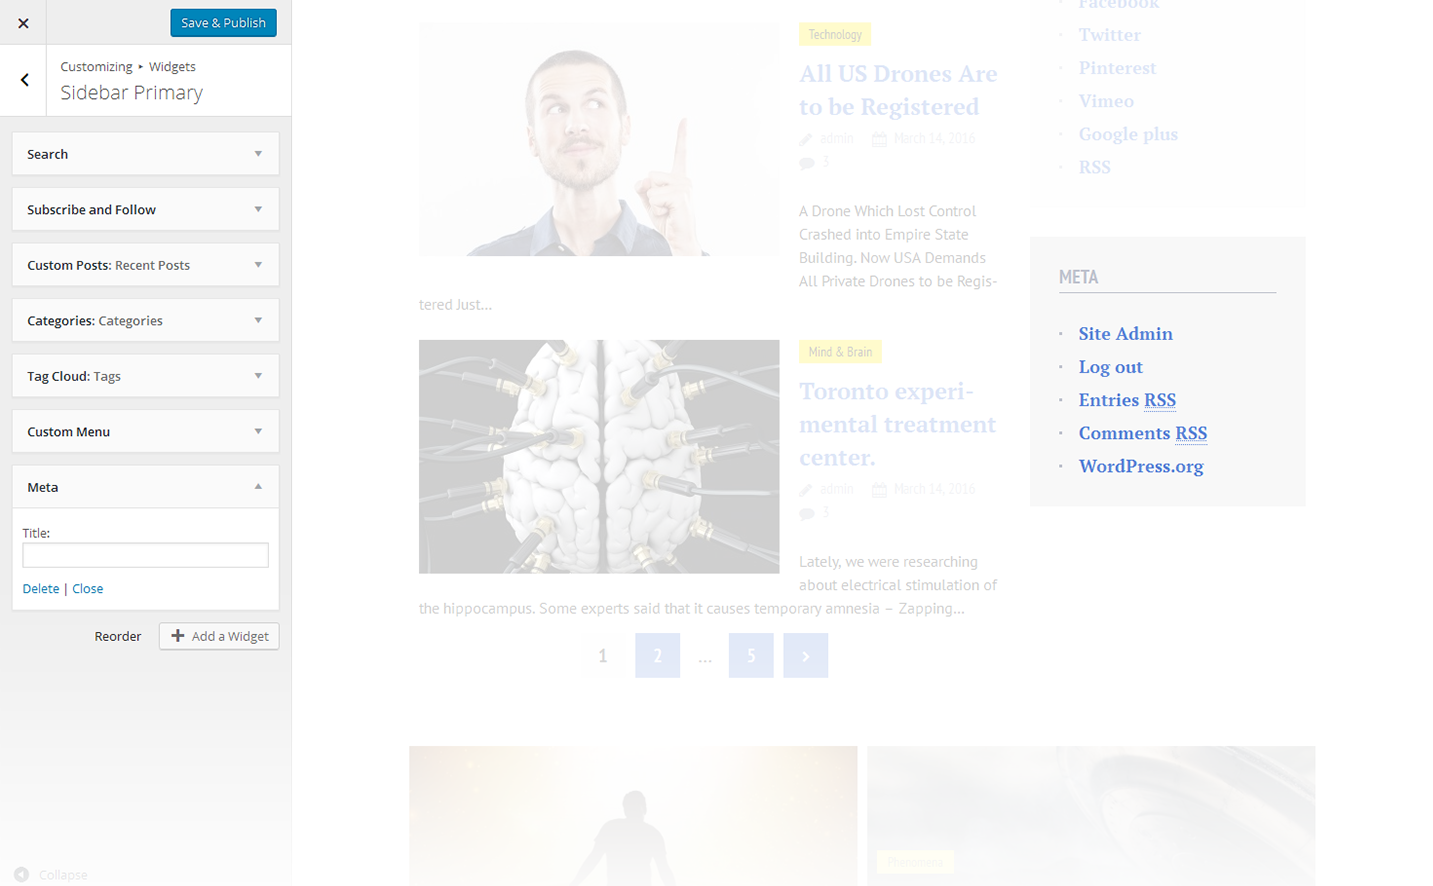 Save & Publish
Customizing ▸ Widgets
Sidebar Primary
Search
Subscribe and Follow
Custom Posts: Recent Posts
Categories: Categories
Tag Cloud: Tags
Custom Menu
Meta
Title:
Delete | Close
Reorder
Add a Widget
Collapse
Technology
All US Drones Are
to be Registered
admin March 14, 2016
3
A Drone Which Lost Control
Crashed into Empire State
Building. Now USA Demands
All Private Drones to be Regis-
tered Just...
Mind & Brain
Toronto experi-
mental treatment
center.
admin March 14, 2016
3
Lately, we were researching
about electrical stimulation of
the hippocampus. Some experts said that it causes temporary amnesia – Zapping...
1 2 ... 5 >
Phenomena
Facebook
Twitter
Pinterest
Vimeo
Google plus
RSS
META
Site Admin
Log out
Entries RSS
Comments RSS
WordPress.org